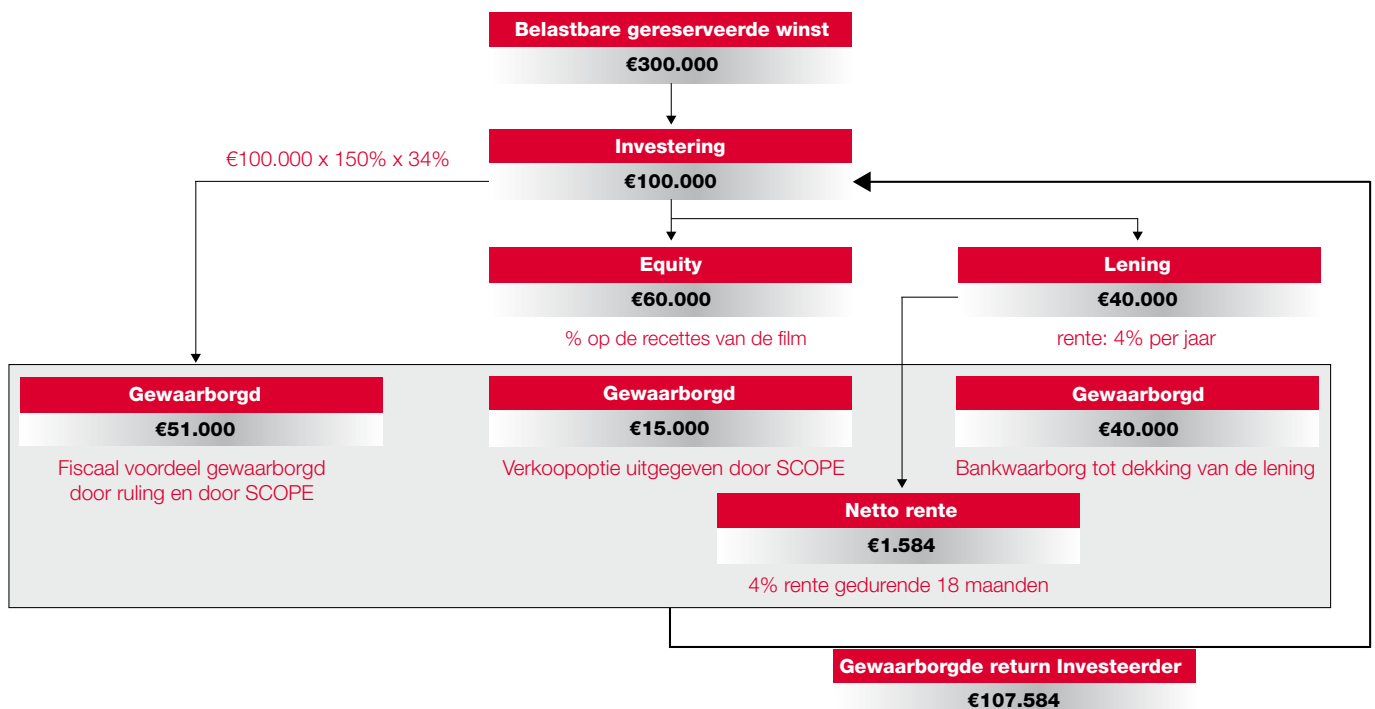 Belastbare gereserveerde winst
€300.000
Investering
€100.000
€100.000 x 150% x 34%
Equity
€60.000
% op de recettes van de film
Lening
€40.000
rente: 4% per jaar
Gewaarborgd
€51.000
Fiscaal voordeel gewaarborgd
door ruling en door SCOPE
Gewaarborgd
€15.000
Verkoopoptie uitgegeven door SCOPE
Gewaarborgd
€40.000
Bankwaarborg tot dekking van de lening
Netto rente
€1.584
4% rente gedurende 18 maanden
Gewaarborgde return Investeerder
€107.584